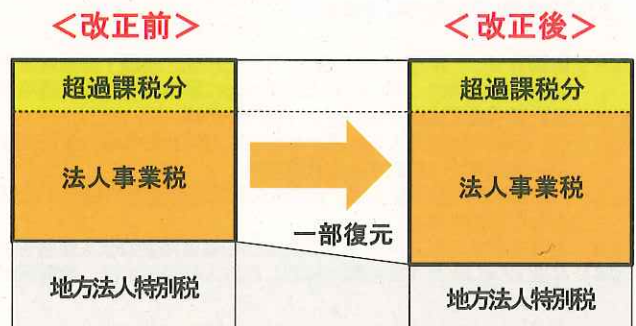 <改正前>
<改正後>
超過課税分
超過課税分
法人事業税
法人事業税
一部復元
地方法人特別税
地方法人特別税